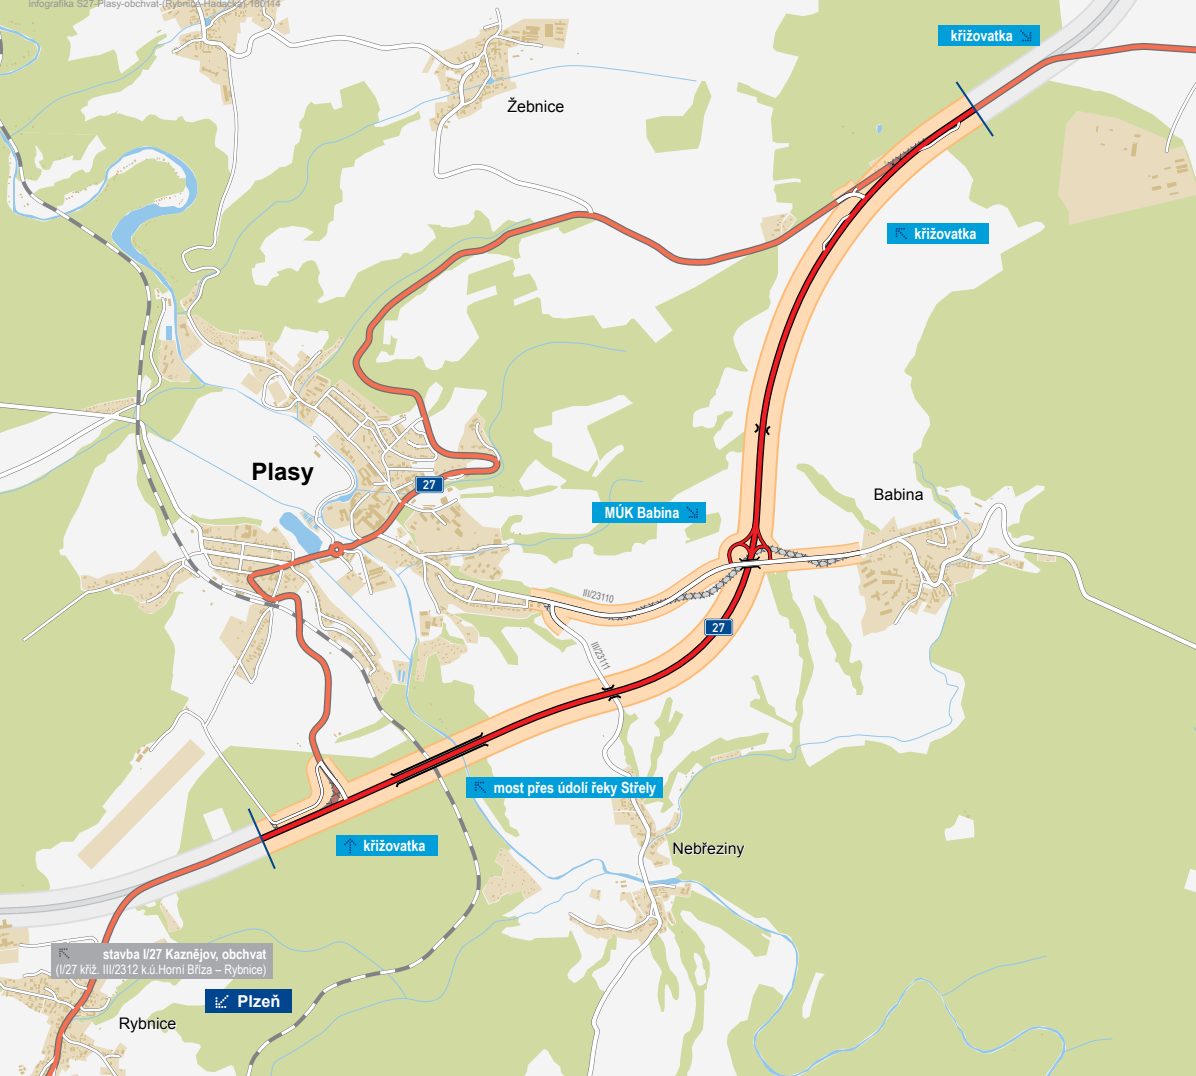 infografika S27-Plasy-obchvat-(Rybnice-Hadačka)-180114
křižovatka
Žebnice
křižovatka
Plasy
27
Babina
MÚK Babina
III/23110
27
III/23111
most přes údolí řeky Střely
křižovatka
Nebřeziny
stavba I/27 Kaznějov, obchvat
(I/27 křiž. III/2312 k.ú.Horní Bříza – Rybnice)
Plzeň
Rybnice